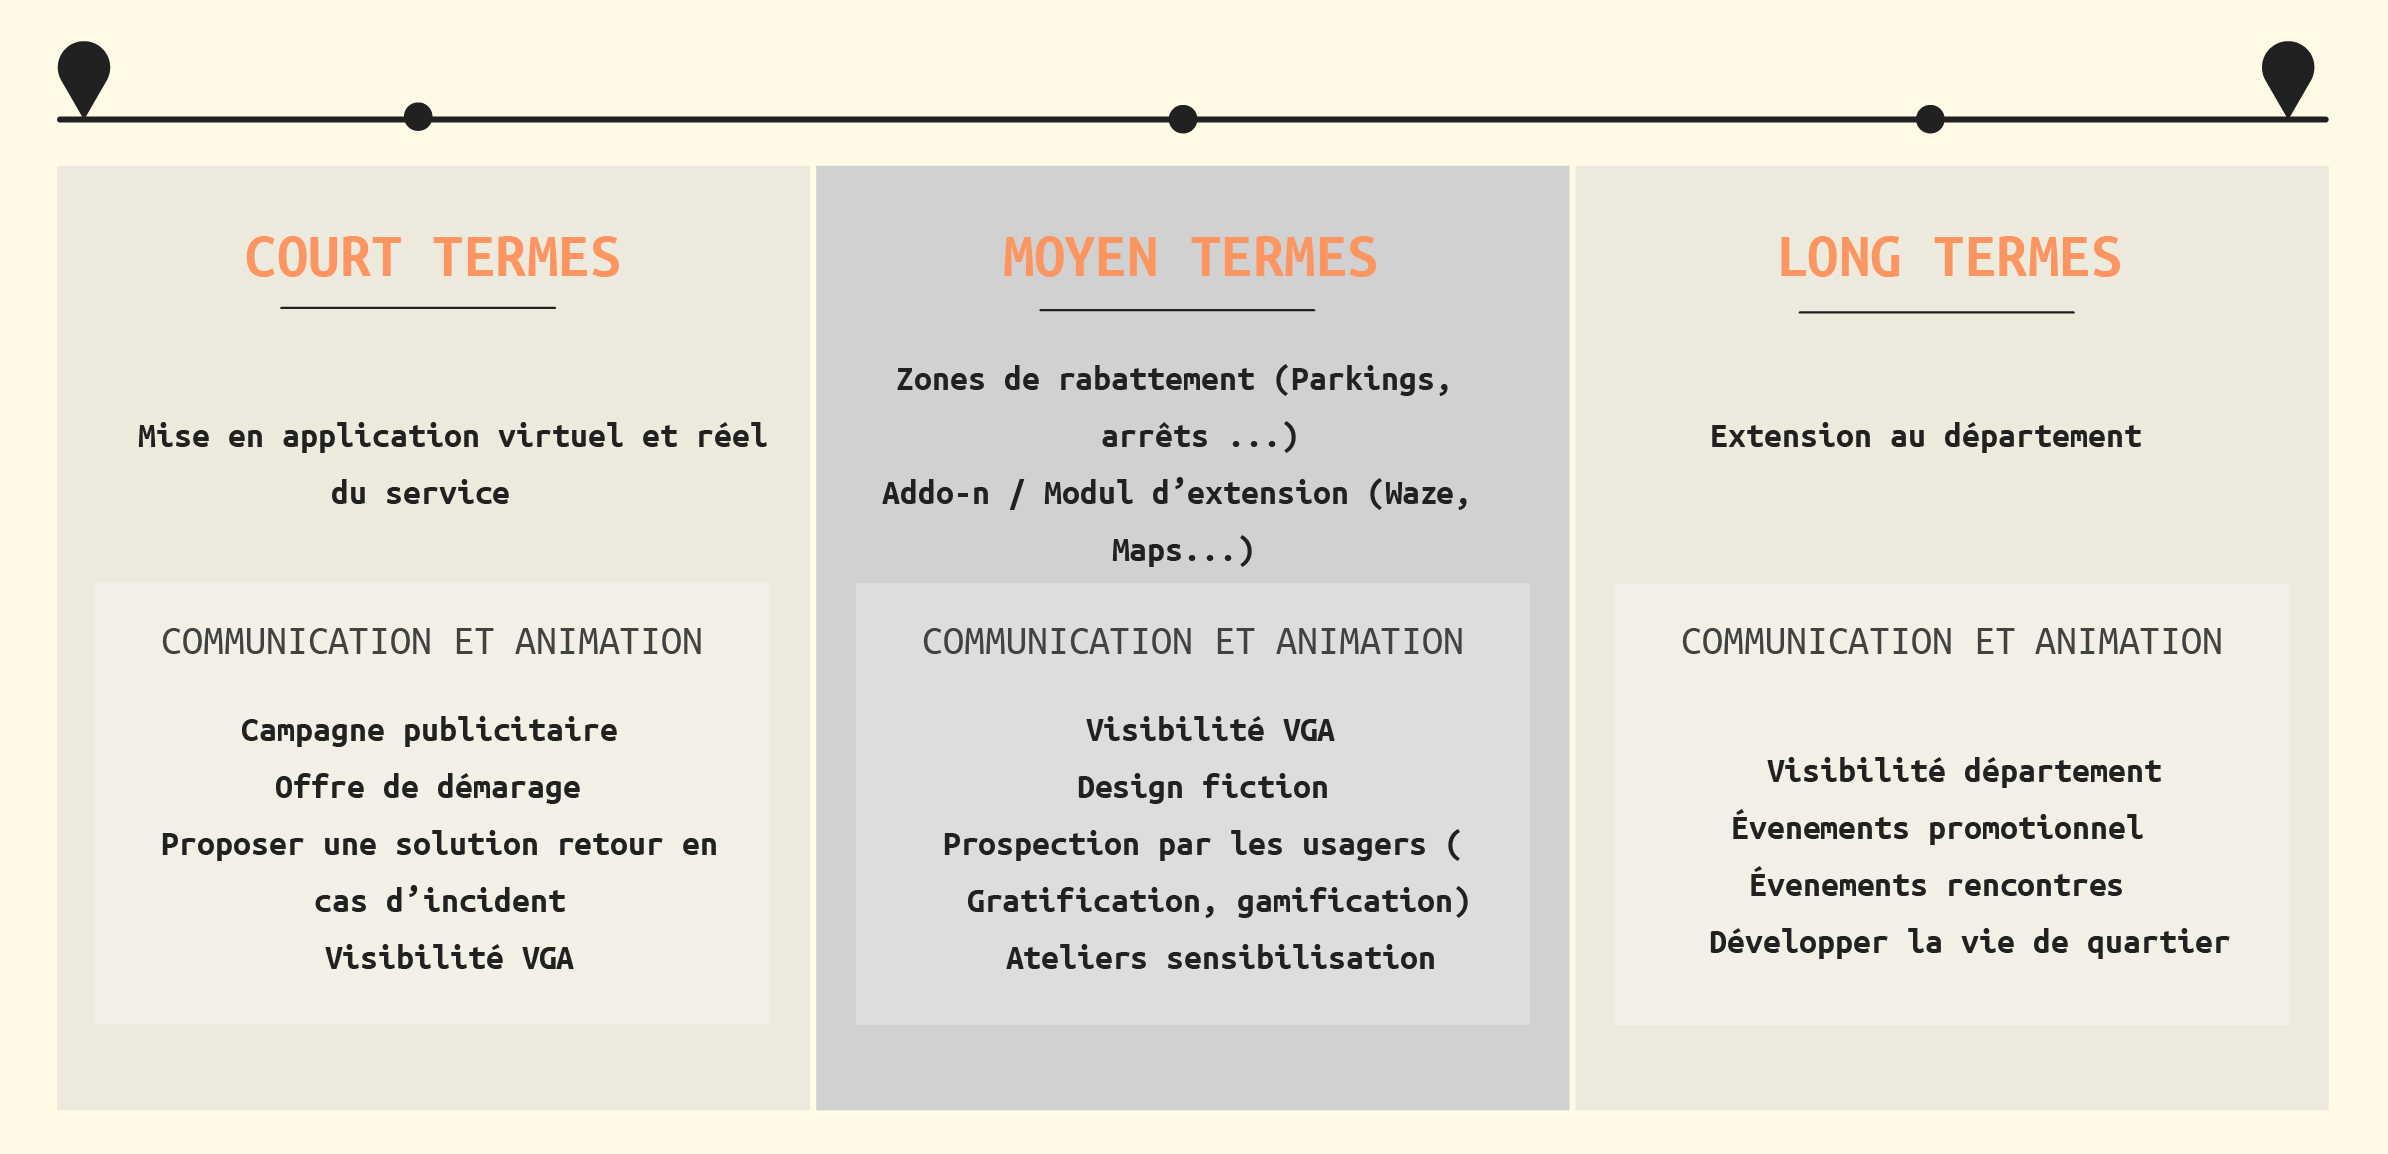 COURT TERMES
Mise en application virtuel et réel
du service
COMMUNICATION ET ANIMATION
Campagne publicitaire
Offre de démarage
Proposer une solution retour en
cas d’incident
Visibilité VGA
MOYEN TERMES
Zones de rabattement (Parkings,
arrêts ...)
Addo-n / Modul d’extension (Waze,
Maps...)
COMMUNICATION ET ANIMATION
Visibilité VGA
Design fiction
Prospection par les usagers (
Gratification, gamification)
Ateliers sensibilisation
LONG TERMES
Extension au département
COMMUNICATION ET ANIMATION
Visibilité département
Évenements promotionnel
Évenements rencontres
Développer la vie de quartier